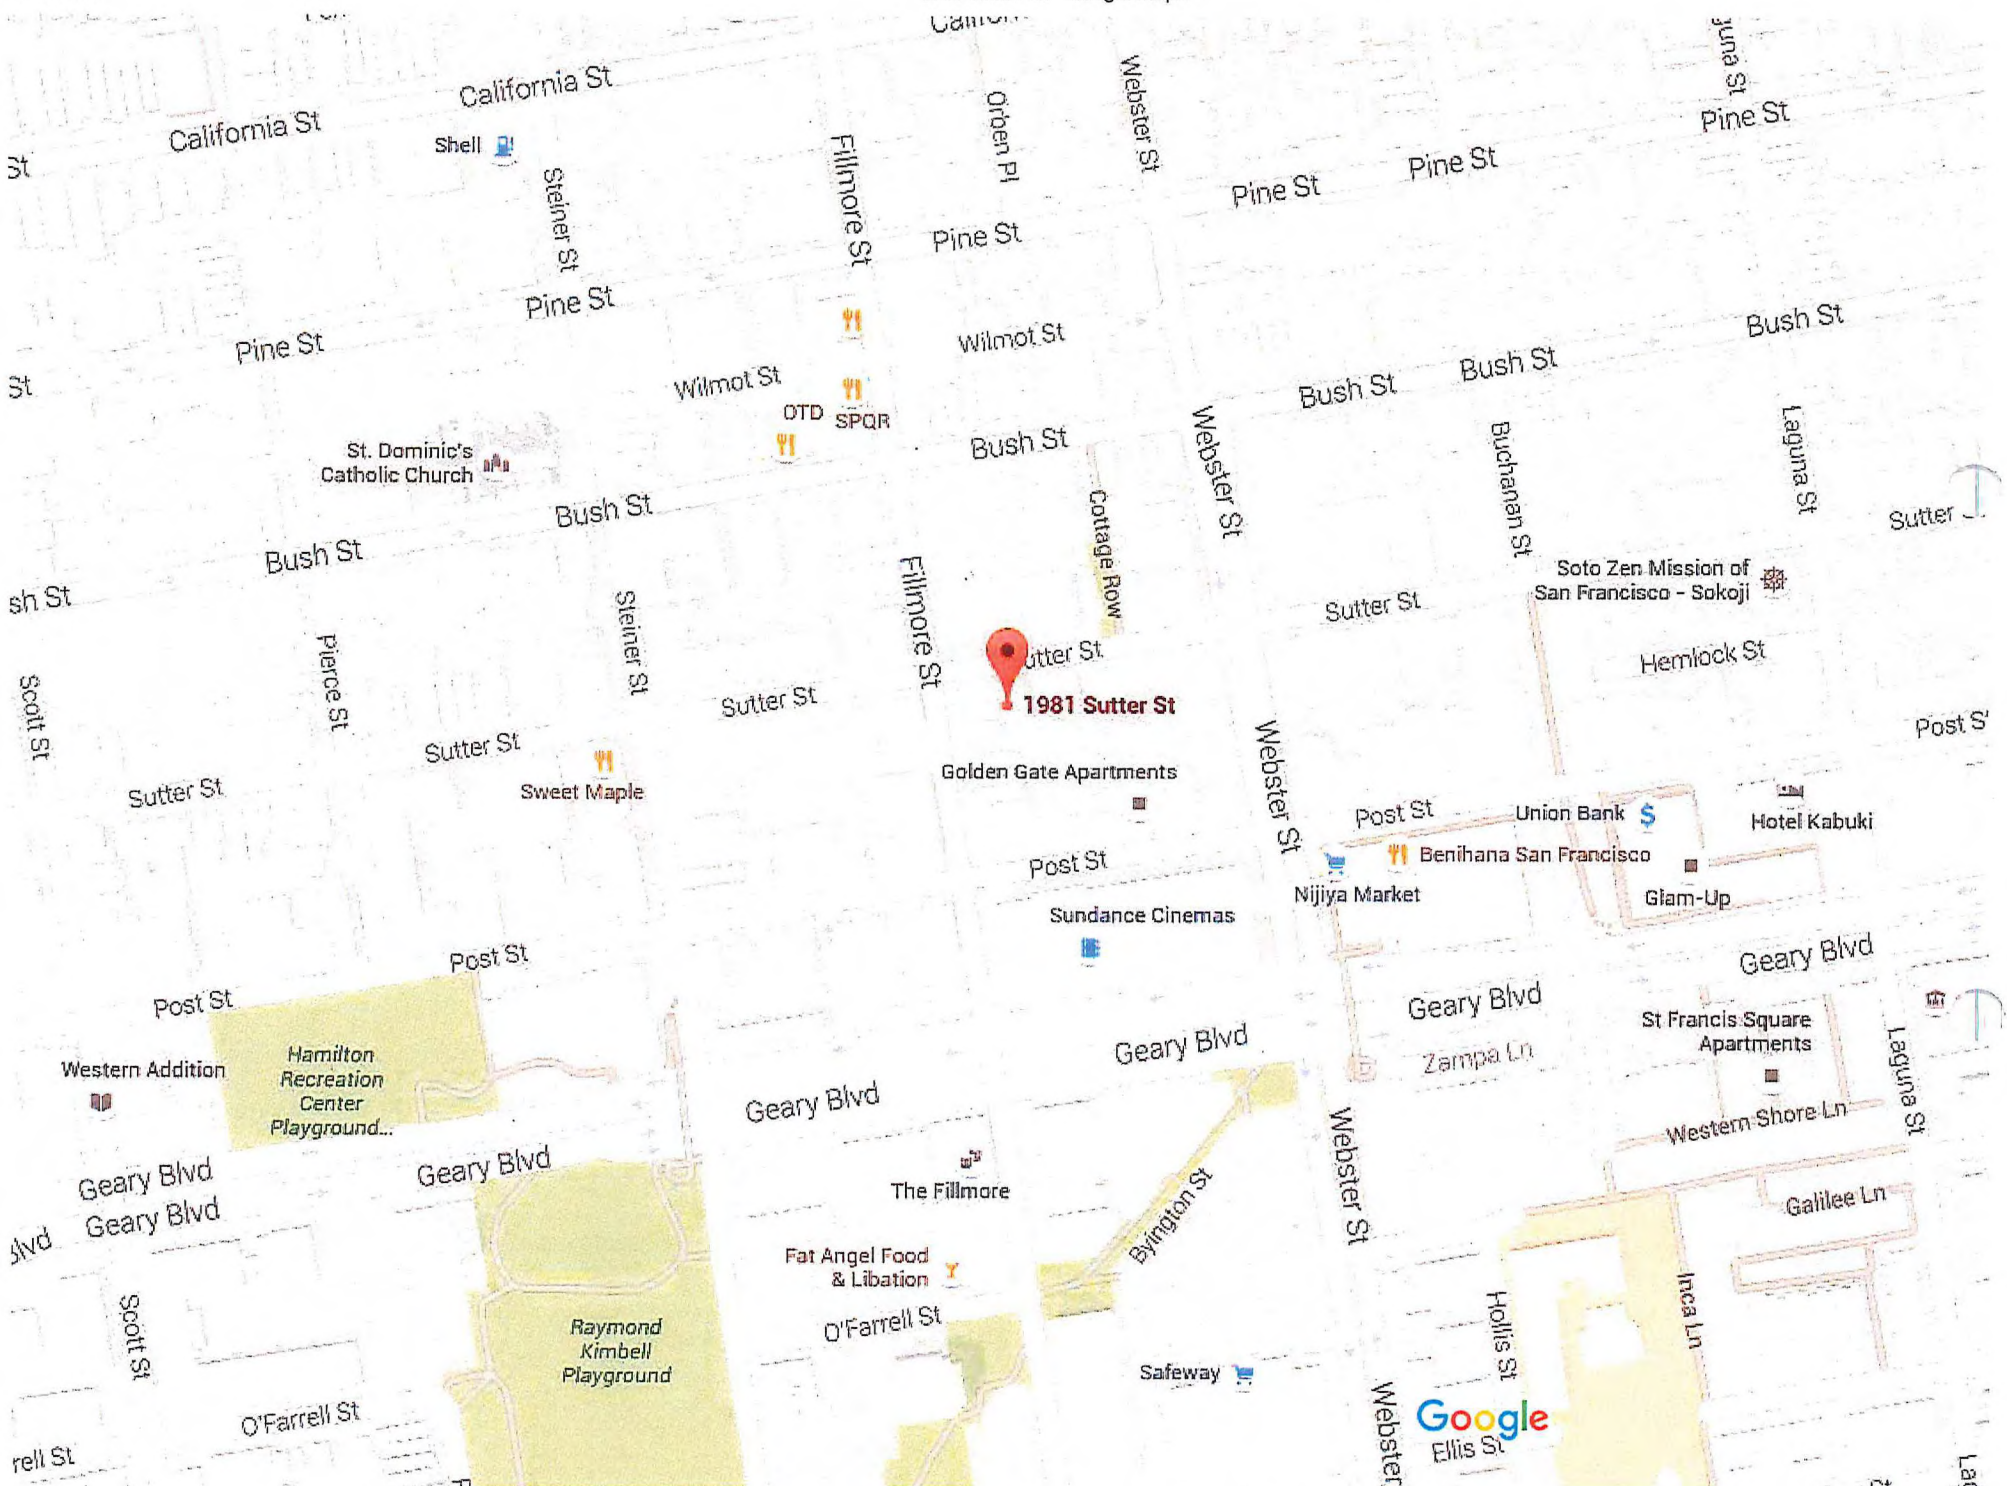 California St
California St
St
Shell
Steiner St
Fillmore St
Orben Pl
Webster St
Pine St
Pine St
Pine St
Pine St
Pine St
Pine St
St
Wilmot St
Wilmot St
OTD
SPQR
St. Dominic's
Catholic Church
Bush St
Bush St
Bush St
Bush St
Bush St
Bush St
sh St
Cottage Row
Webster St
Buchanan St
Laguna St
Sutter
Soto Zen Mission of
San Francisco - Sokoji
Scott St
Pierce St
Steiner St
Fillmore St
utter St
1981 Sutter St
Sutter St
Hemlock St
Sutter St
Sutter St
Sutter St
Sweet Maple
Golden Gate Apartments
Webster St
Post St
Union Bank
Hotel Kabuki
Benihana San Francisco
Nijiya Market
Glam-Up
Post St
Sundance Cinemas
Post St
Post St
Western Addition
Hamilton
Recreation
Center
Playground...
Geary Blvd
Geary Blvd
Geary Blvd
Geary Blvd
Geary Blvd
Geary Blvd
Geary Blvd
Zampa Ln
St Francis Square
Apartments
Laguna St
Western Shore Ln
Webster St
Galilee Ln
The Fillmore
Byington St
Fat Angel Food
& Libation
O'Farrell St
Scott St
Raymond
Kimbell
Playground
Safeway
Hollis St
Inca Ln
O'Farrell St
rell St
Webster
Google
Ellis St